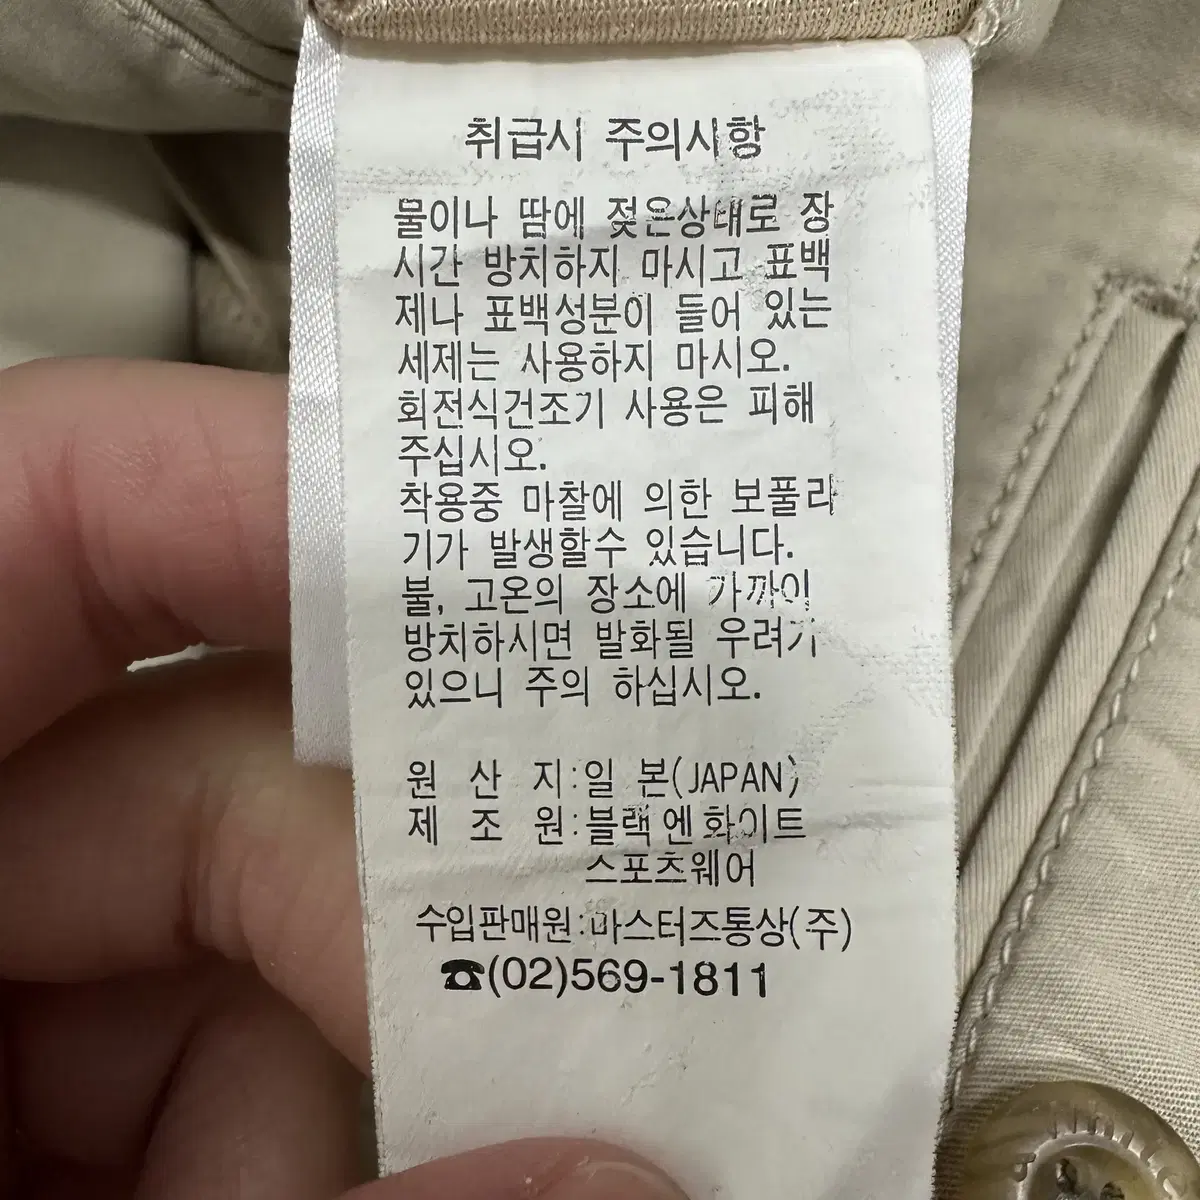 취급시 주의사항
물이나 땀에 젖은상태로 장
시간 방치하지 마시고 표백
제나 표백성분이 들어 있는
세제는 사용하지 마시오.
회전식건조기 사용은 피해
주십시오.
착용중 마찰에 의한 보풀리
기가 발생할수 있습니다.
불, 고온의 장소에 가까이
방치하시면 발화될 우려가
있으니 주의 하십시오.
원 산 지:일 본(JAPAN)
제 조 원:블랙엔화이트
스포츠웨어
수입판매원:마스터즈통상(주)
☎(02)569-1811